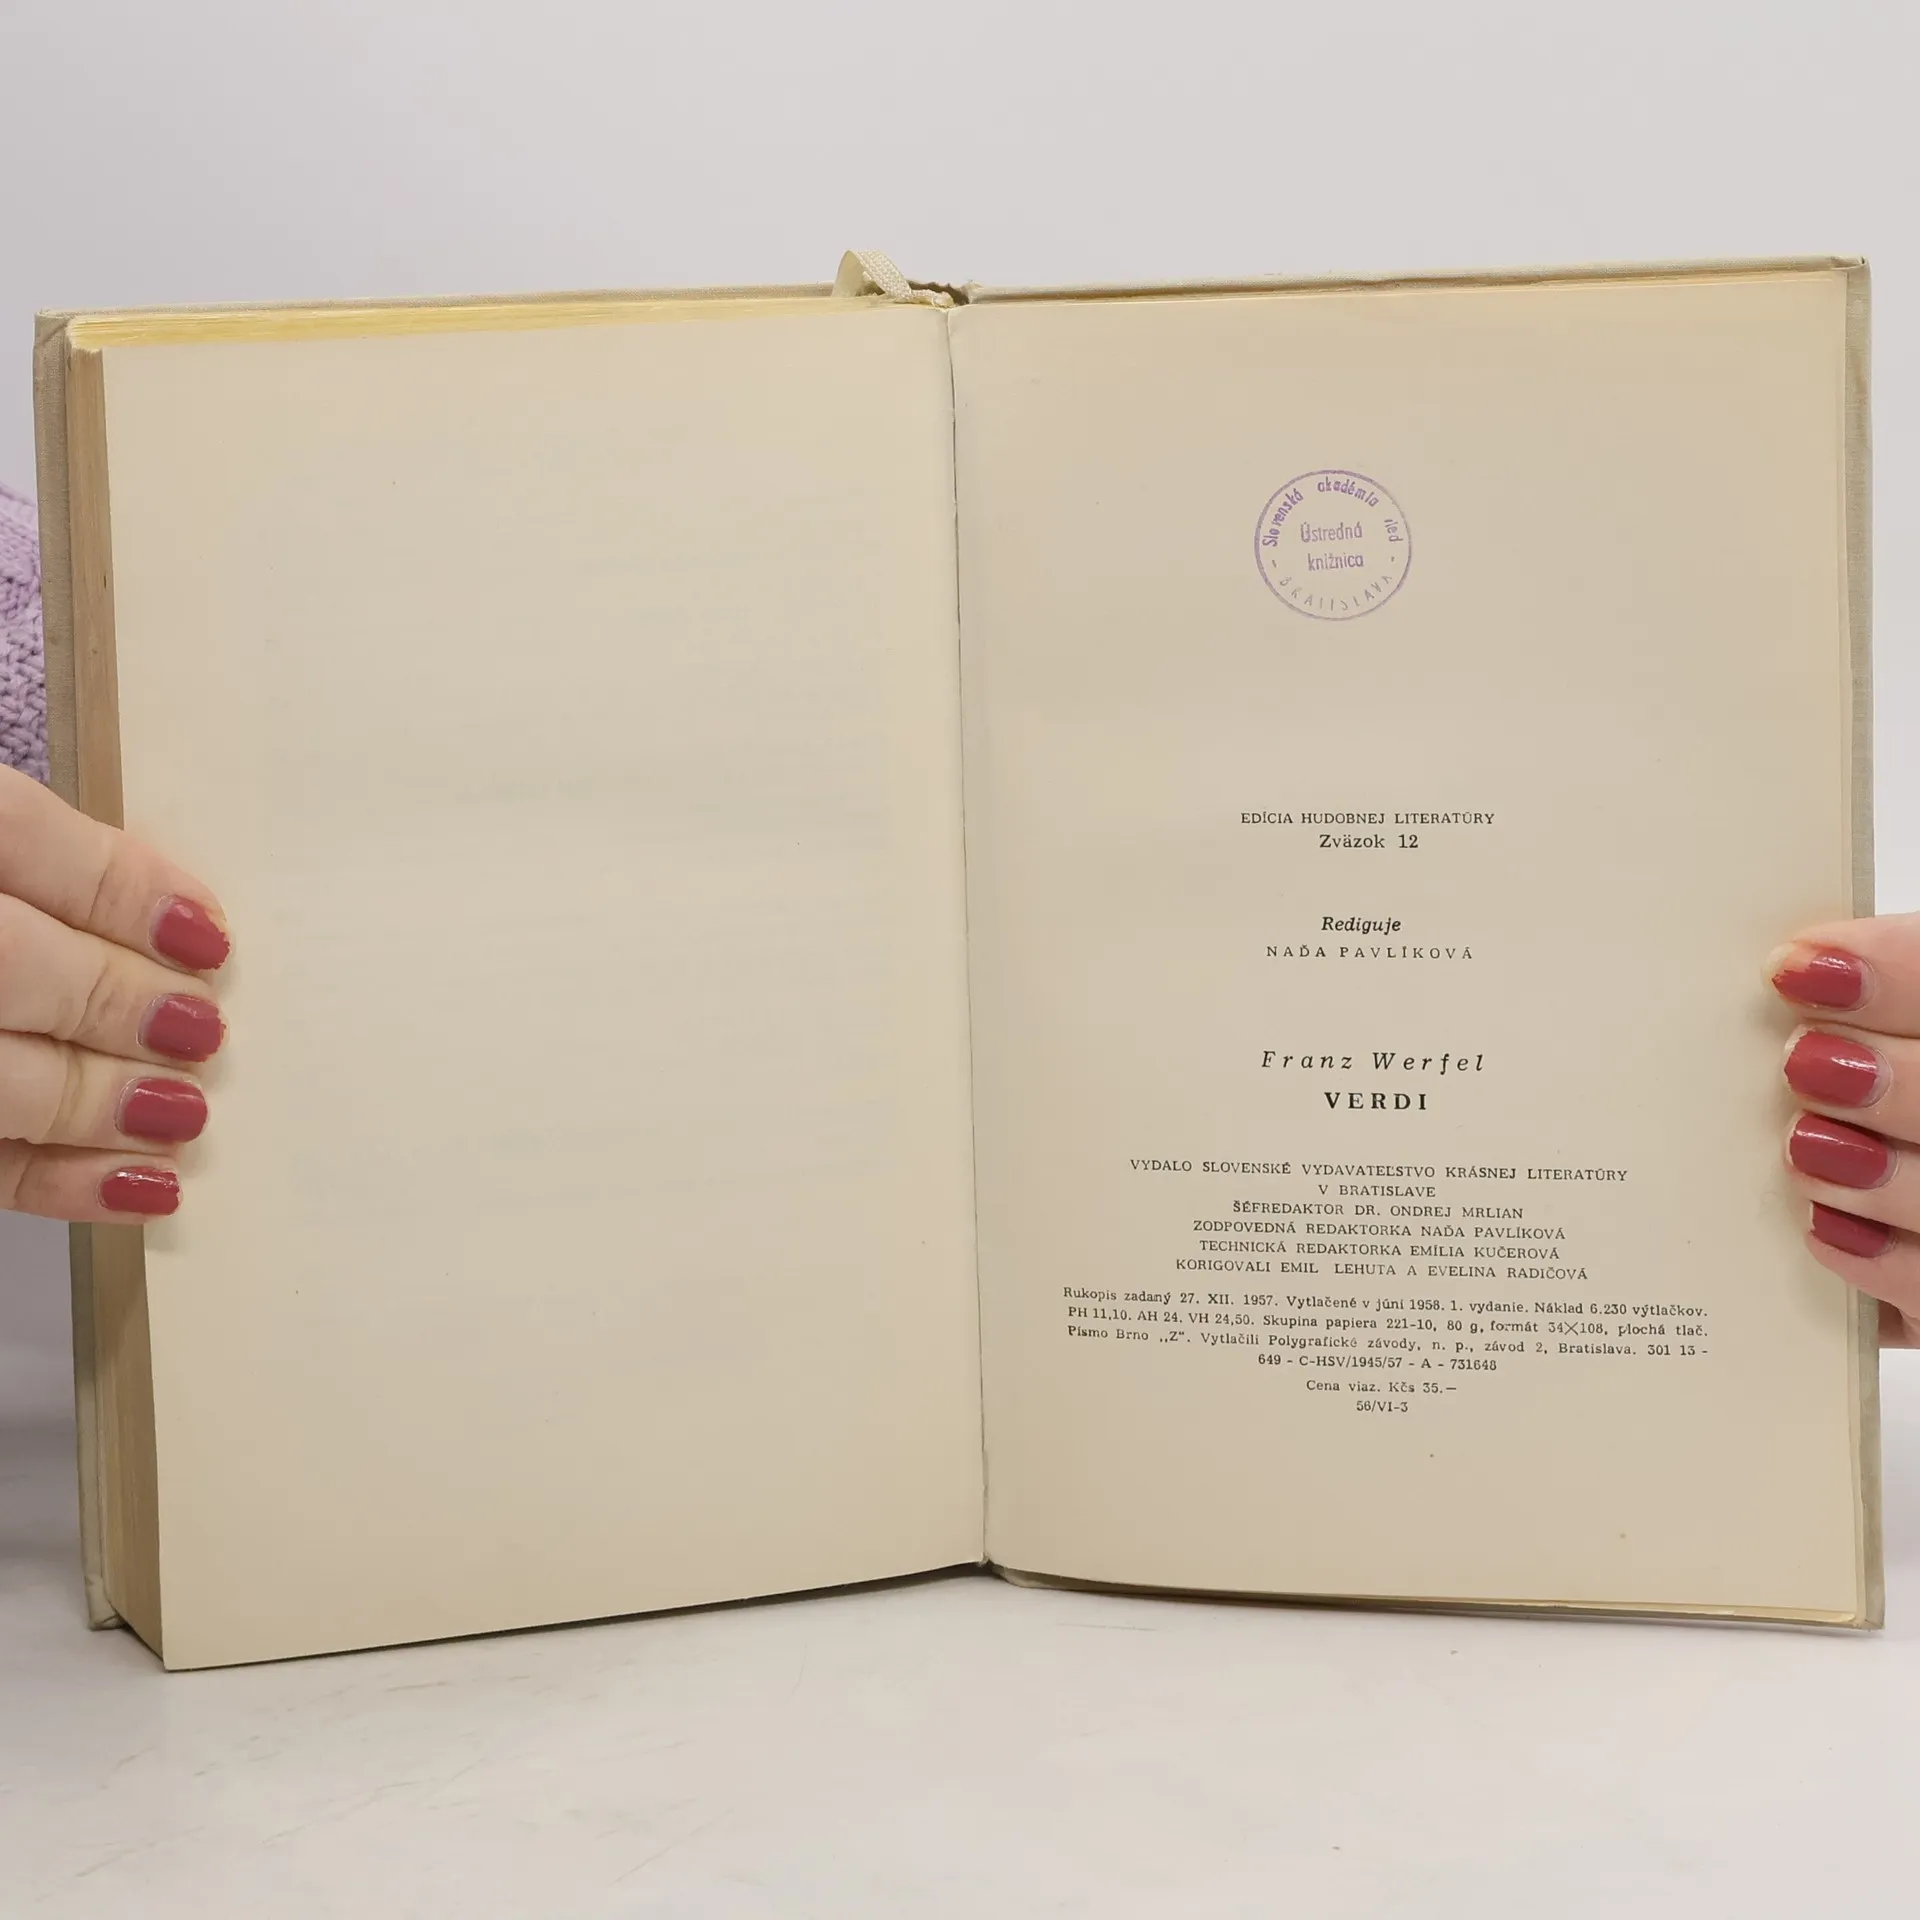 Slovenská akadémia vied
Ústredná
knižnica
- BRATISLAVA -
EDÍCIA HUDOBNEJ LITERATÚRY
Zväzok 12
Rediguje
NAĎA PAVLÍKOVÁ
Franz Werfel
VERDI
VYDALO SLOVENSKÉ VYDAVATEĽSTVO KRÁSNEJ LITERATÚRY
V BRATISLAVE
ŠÉFREDAKTOR DR. ONDREJ MRLIAN
ZODPOVEDNÁ REDAKTORKA NAĎA PAVLÍKOVÁ
TECHNICKÁ REDAKTORKA EMÍLIA KUČEROVÁ
KORIGOVALI EMIL LEHUTA A EVELINA RADIČOVÁ
Rukopis zadaný 27. XII. 1957. Vytlačené v júni 1958. 1. vydanie. Náklad 6.230 výtlačkov.
PH 11,10. AH 24. VH 24,50. Skupina papiera 221-10, 80 g, formát 34×108, plochá tlač.
Písmo Brno „Z". Vytlačili Polygrafické závody, n. p., závod 2, Bratislava. 301 13 -
649 - C-HSV/1945/57 - A - 731648
Cena viaz. Kčs 35.—
56/VI-3